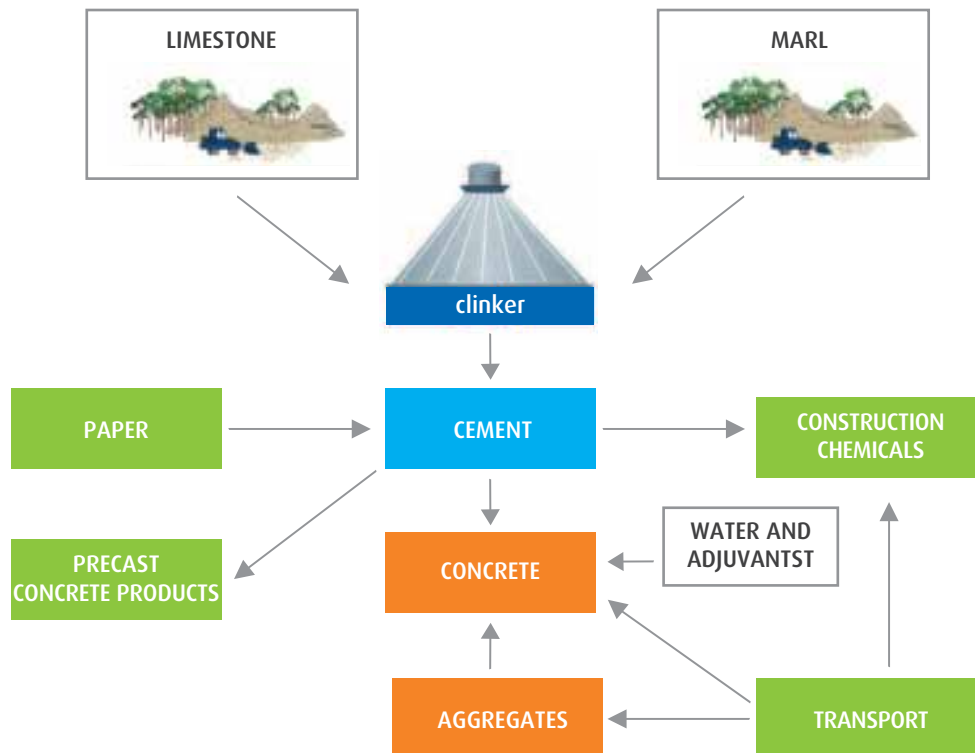 LIMESTONE
MARL
clinker
PAPER
CEMENT
CONSTRUCTION
CHEMICALS
PRECAST
CONCRETE PRODUCTS
CONCRETE
WATER AND
ADJUVANTST
AGGREGATES
TRANSPORT